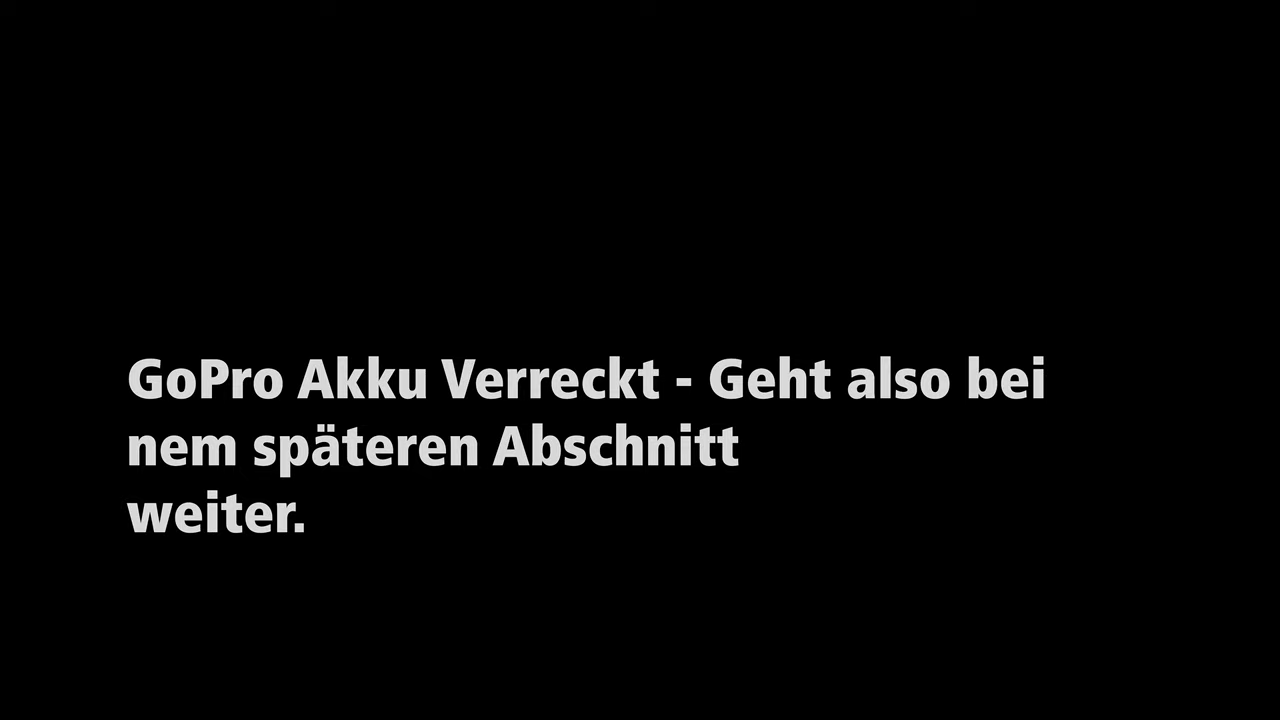 GoPro Akku Verreckt - Geht also bei
nem späteren Abschnitt
weiter.